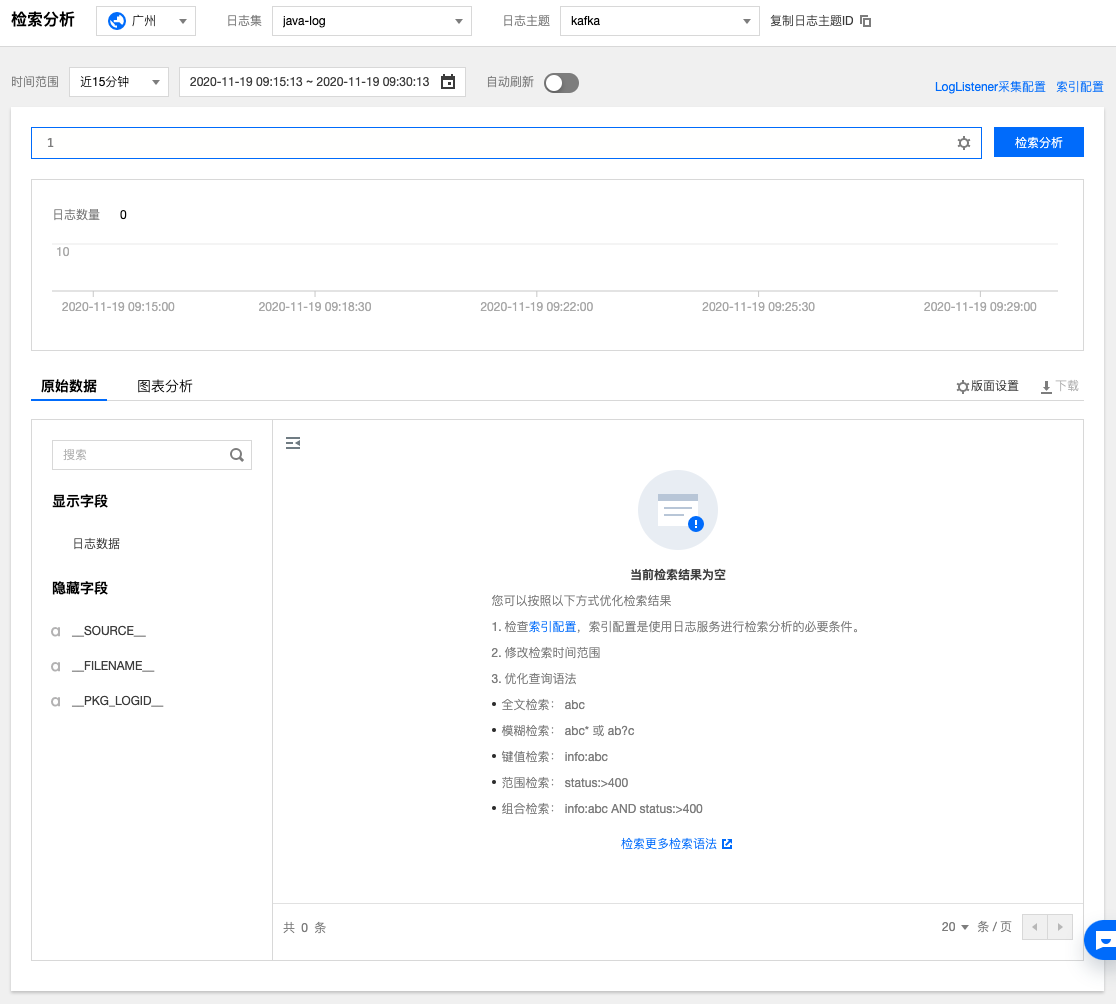 检索分析 广州 日志集 java-log 日志主题 kafka 复制日志主题ID
时间范围 近15分钟 2020-11-19 09:15:13 ~ 2020-11-19 09:30:13 自动刷新 LogListener采集配置 索引配置
1 检索分析
日志数量 0
10
2020-11-19 09:15:00 2020-11-19 09:18:30 2020-11-19 09:22:00 2020-11-19 09:25:30 2020-11-19 09:29:00
原始数据 图表分析 版面设置 下载
搜索
显示字段
日志数据
隐藏字段
a __SOURCE__
a __FILENAME__
a __PKG_LOGID__
当前检索结果为空
您可以按照以下方式优化检索结果
1. 检查索引配置，索引配置是使用日志服务进行检索分析的必要条件。
2. 修改检索时间范围
3. 优化查询语法
• 全文检索： abc
• 模糊检索： abc* 或 ab?c
• 键值检索： info:abc
• 范围检索： status:>400
• 组合检索： info:abc AND status:>400
检索更多检索语法
共 0 条 20 条 / 页